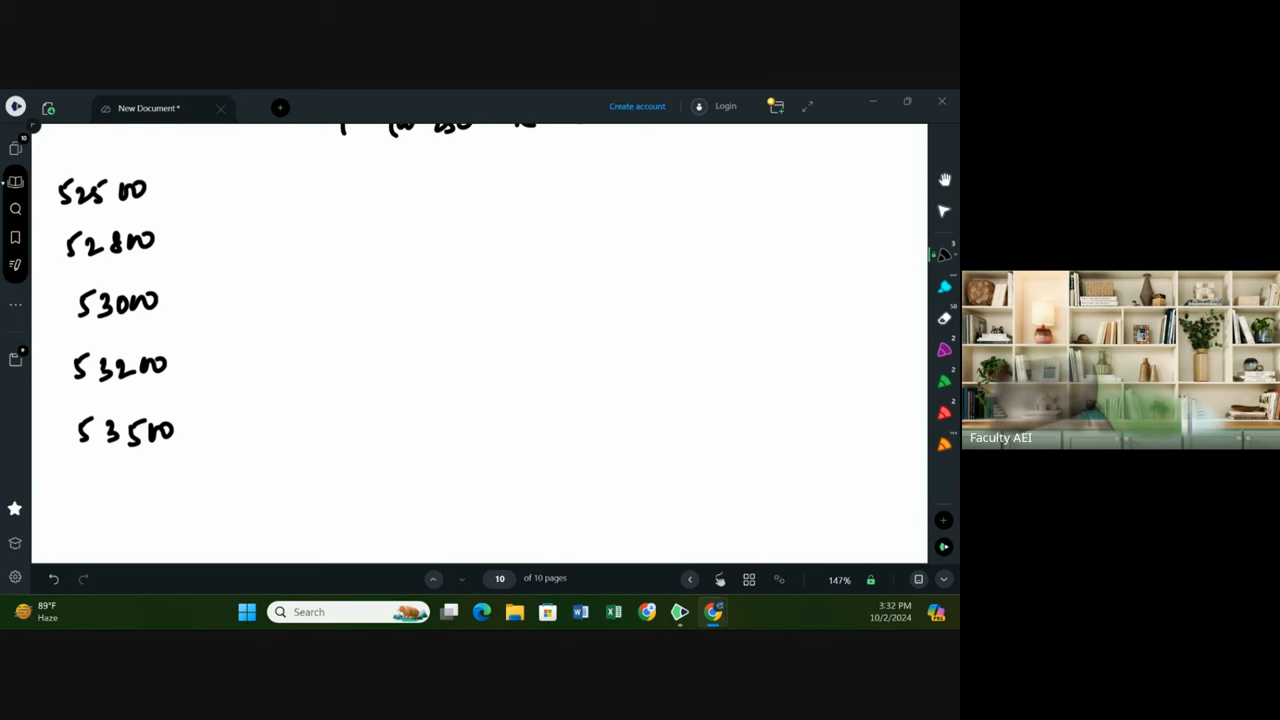 New Document*
Create account
Login
52500
52800
53000
53200
53500
Faculty AEI
10 of 10 pages
147%
89°F
Haze
Search
3:32 PM
10/2/2024